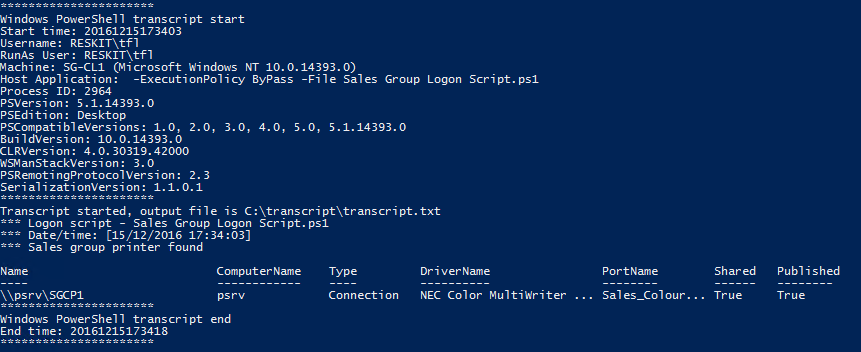 **********************
Windows PowerShell transcript start
Start time: 20161215173403
Username: RESKIT\tfl
RunAs User: RESKIT\tfl
Machine: SG-CL1 (Microsoft Windows NT 10.0.14393.0)
Host Application:  -ExecutionPolicy ByPass -File Sales Group Logon Script.ps1
Process ID: 2964
PSVersion: 5.1.14393.0
PSEdition: Desktop
PSCompatibleVersions: 1.0, 2.0, 3.0, 4.0, 5.0, 5.1.14393.0
BuildVersion: 10.0.14393.0
CLRVersion: 4.0.30319.42000
WSManStackVersion: 3.0
PSRemotingProtocolVersion: 2.3
SerializationVersion: 1.1.0.1
**********************
Transcript started, output file is C:\transcript\transcript.txt
*** Logon script - Sales Group Logon Script.ps1
*** Date/time: [15/12/2016 17:34:03]
*** Sales group printer found
Name                           ComputerName    Type         DriverName                PortName        Shared   Published
----                           ------------    ----         ----------                --------        ------   --------
\\psrv\SGCP1                   psrv            Connection   NEC Color MultiWriter ... Sales_Colour... True     True
**********************
Windows PowerShell transcript end
End time: 20161215173418
**********************